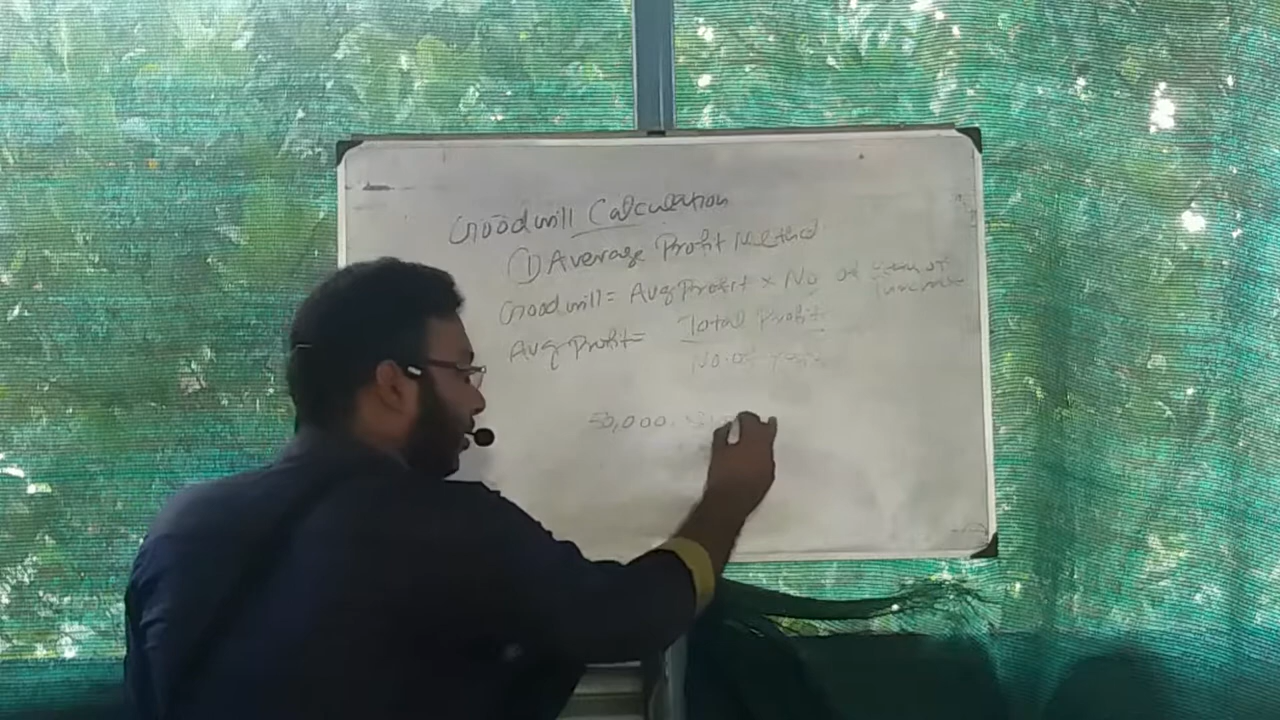 Goodwill Calculation
① Average Profit Method
Goodwill = Avg Profit × No of years of
Avg Profit = Total Profit
No. of years
50,000,